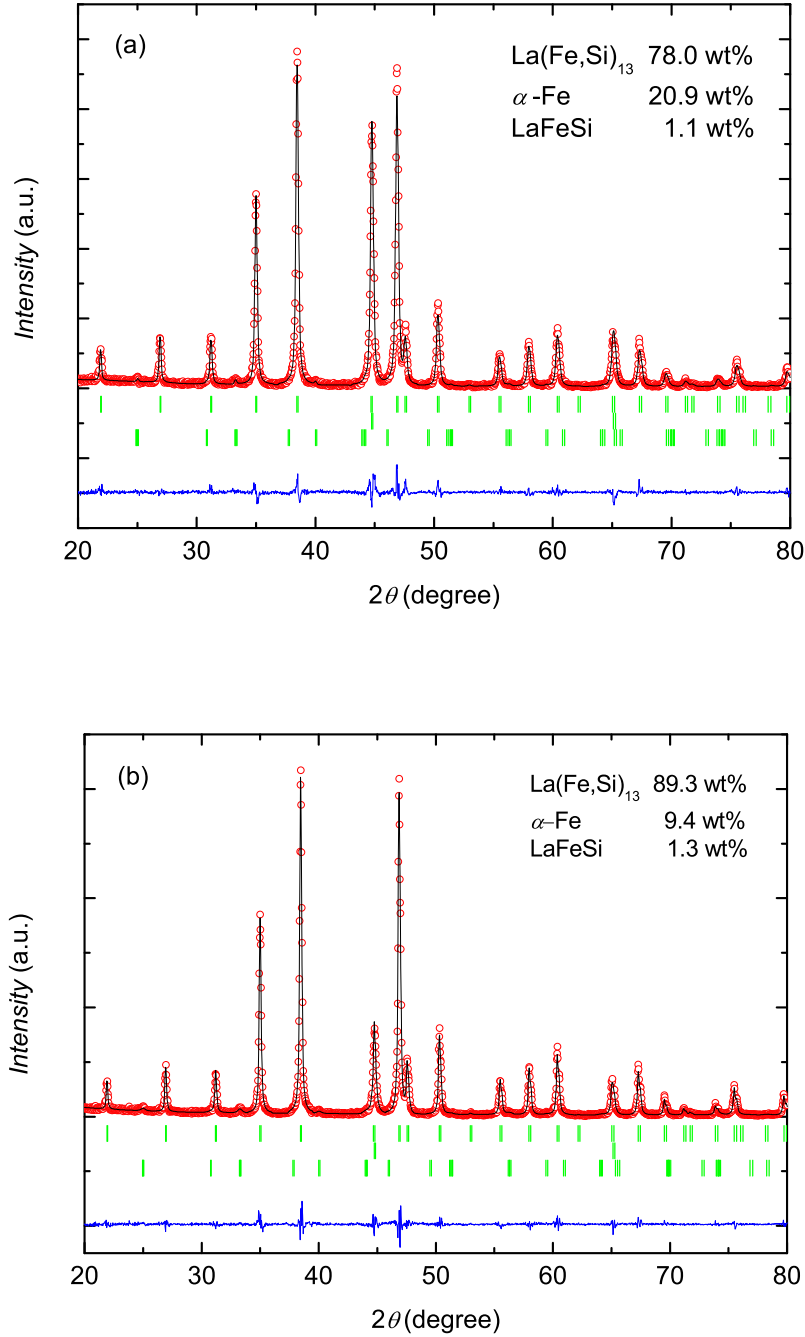 (a)
La(Fe,Si)₁₃ 78.0 wt%
α -Fe 20.9 wt%
LaFeSi 1.1 wt%
Intensity (a.u.)
20 30 40 50 60 70 80
2θ (degree)
(b)
La(Fe,Si)₁₃ 89.3 wt%
α–Fe 9.4 wt%
LaFeSi 1.3 wt%
Intensity (a.u.)
20 30 40 50 60 70 80
2θ (degree)